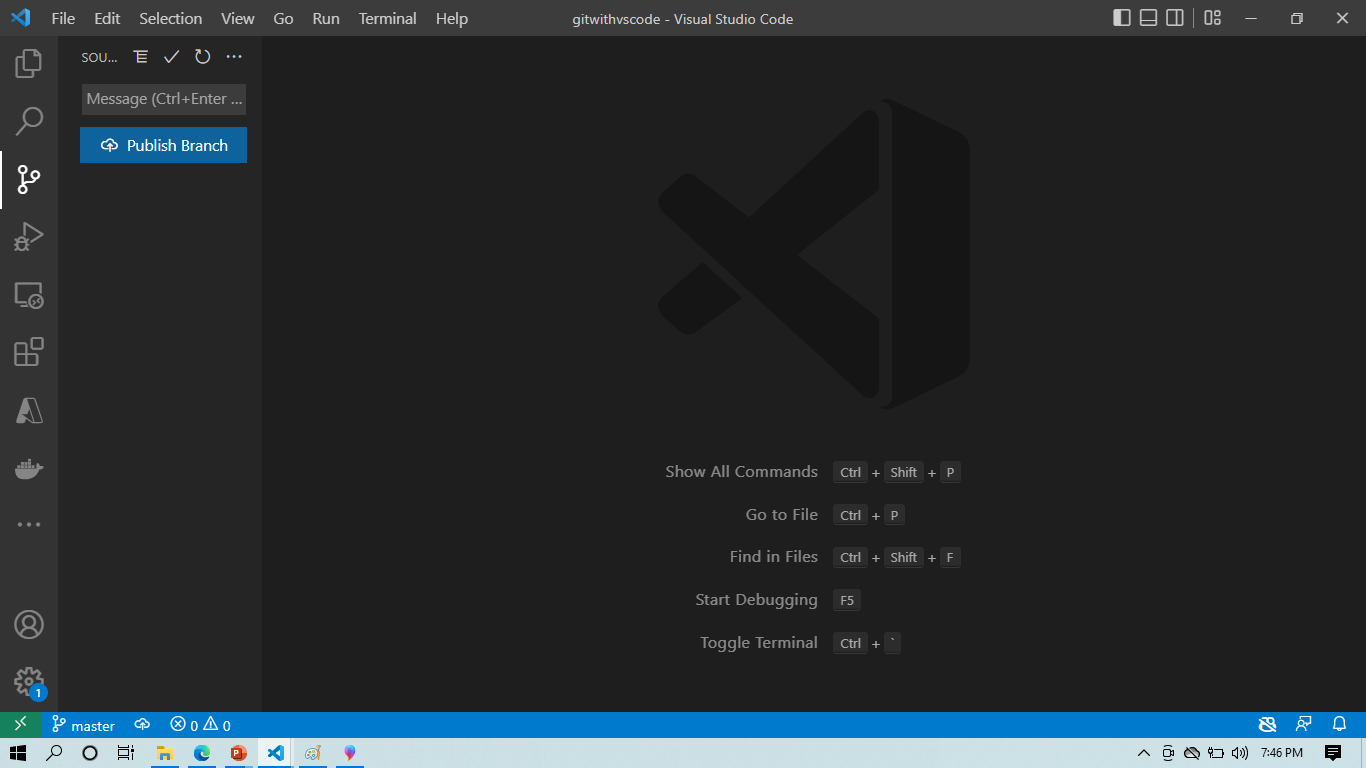 File Edit Selection View Go Run Terminal Help
gitwithvscode - Visual Studio Code
SOU...
Message (Ctrl+Enter ...
Publish Branch
Show All Commands Ctrl + Shift + P
Go to File Ctrl + P
Find in Files Ctrl + Shift + F
Start Debugging F5
Toggle Terminal Ctrl + `
1
master 0 0
7:46 PM